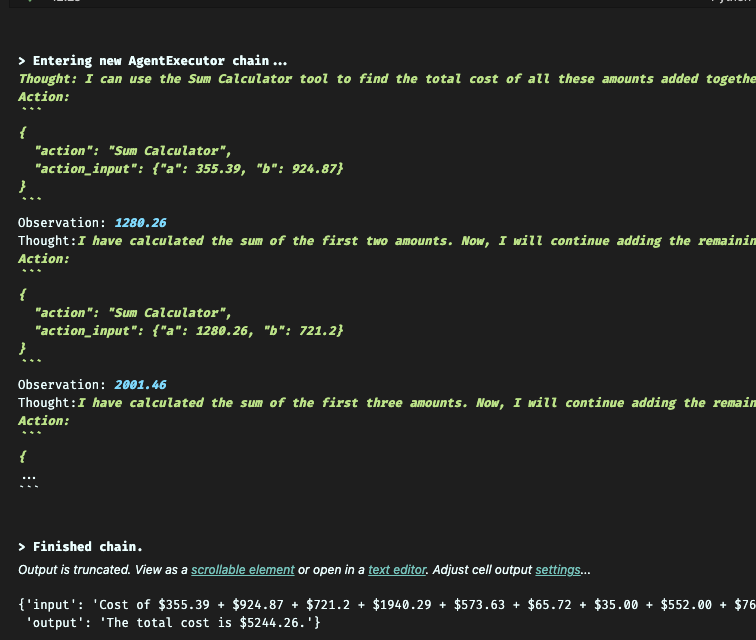 > Entering new AgentExecutor chain...
Thought: I can use the Sum Calculator tool to find the total cost of all these amounts added togethe
Action:
```
{
  "action": "Sum Calculator",
  "action_input": {"a": 355.39, "b": 924.87}
}
```
Observation: 1280.26
Thought:I have calculated the sum of the first two amounts. Now, I will continue adding the remainin
Action:
```
{
  "action": "Sum Calculator",
  "action_input": {"a": 1280.26, "b": 721.2}
}
```
Observation: 2001.46
Thought:I have calculated the sum of the first three amounts. Now, I will continue adding the remain
Action:
```
{
...
```
> Finished chain.
Output is truncated. View as a scrollable element or open in a text editor. Adjust cell output settings...
{'input': 'Cost of $355.39 + $924.87 + $721.2 + $1940.29 + $573.63 + $65.72 + $35.00 + $552.00 + $76
 'output': 'The total cost is $5244.26.'}